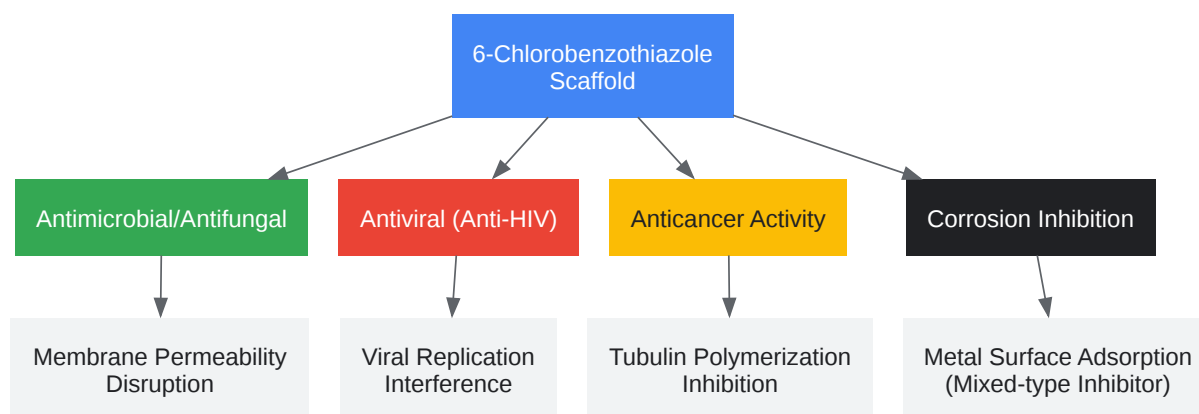 6-Chlorobenzothiazole
Scaffold
Antimicrobial/Antifungal
Antiviral (Anti-HIV)
Anticancer Activity
Corrosion Inhibition
Membrane Permeability
Disruption
Viral Replication
Interference
Tubulin Polymerization
Inhibition
Metal Surface Adsorption
(Mixed-type Inhibitor)